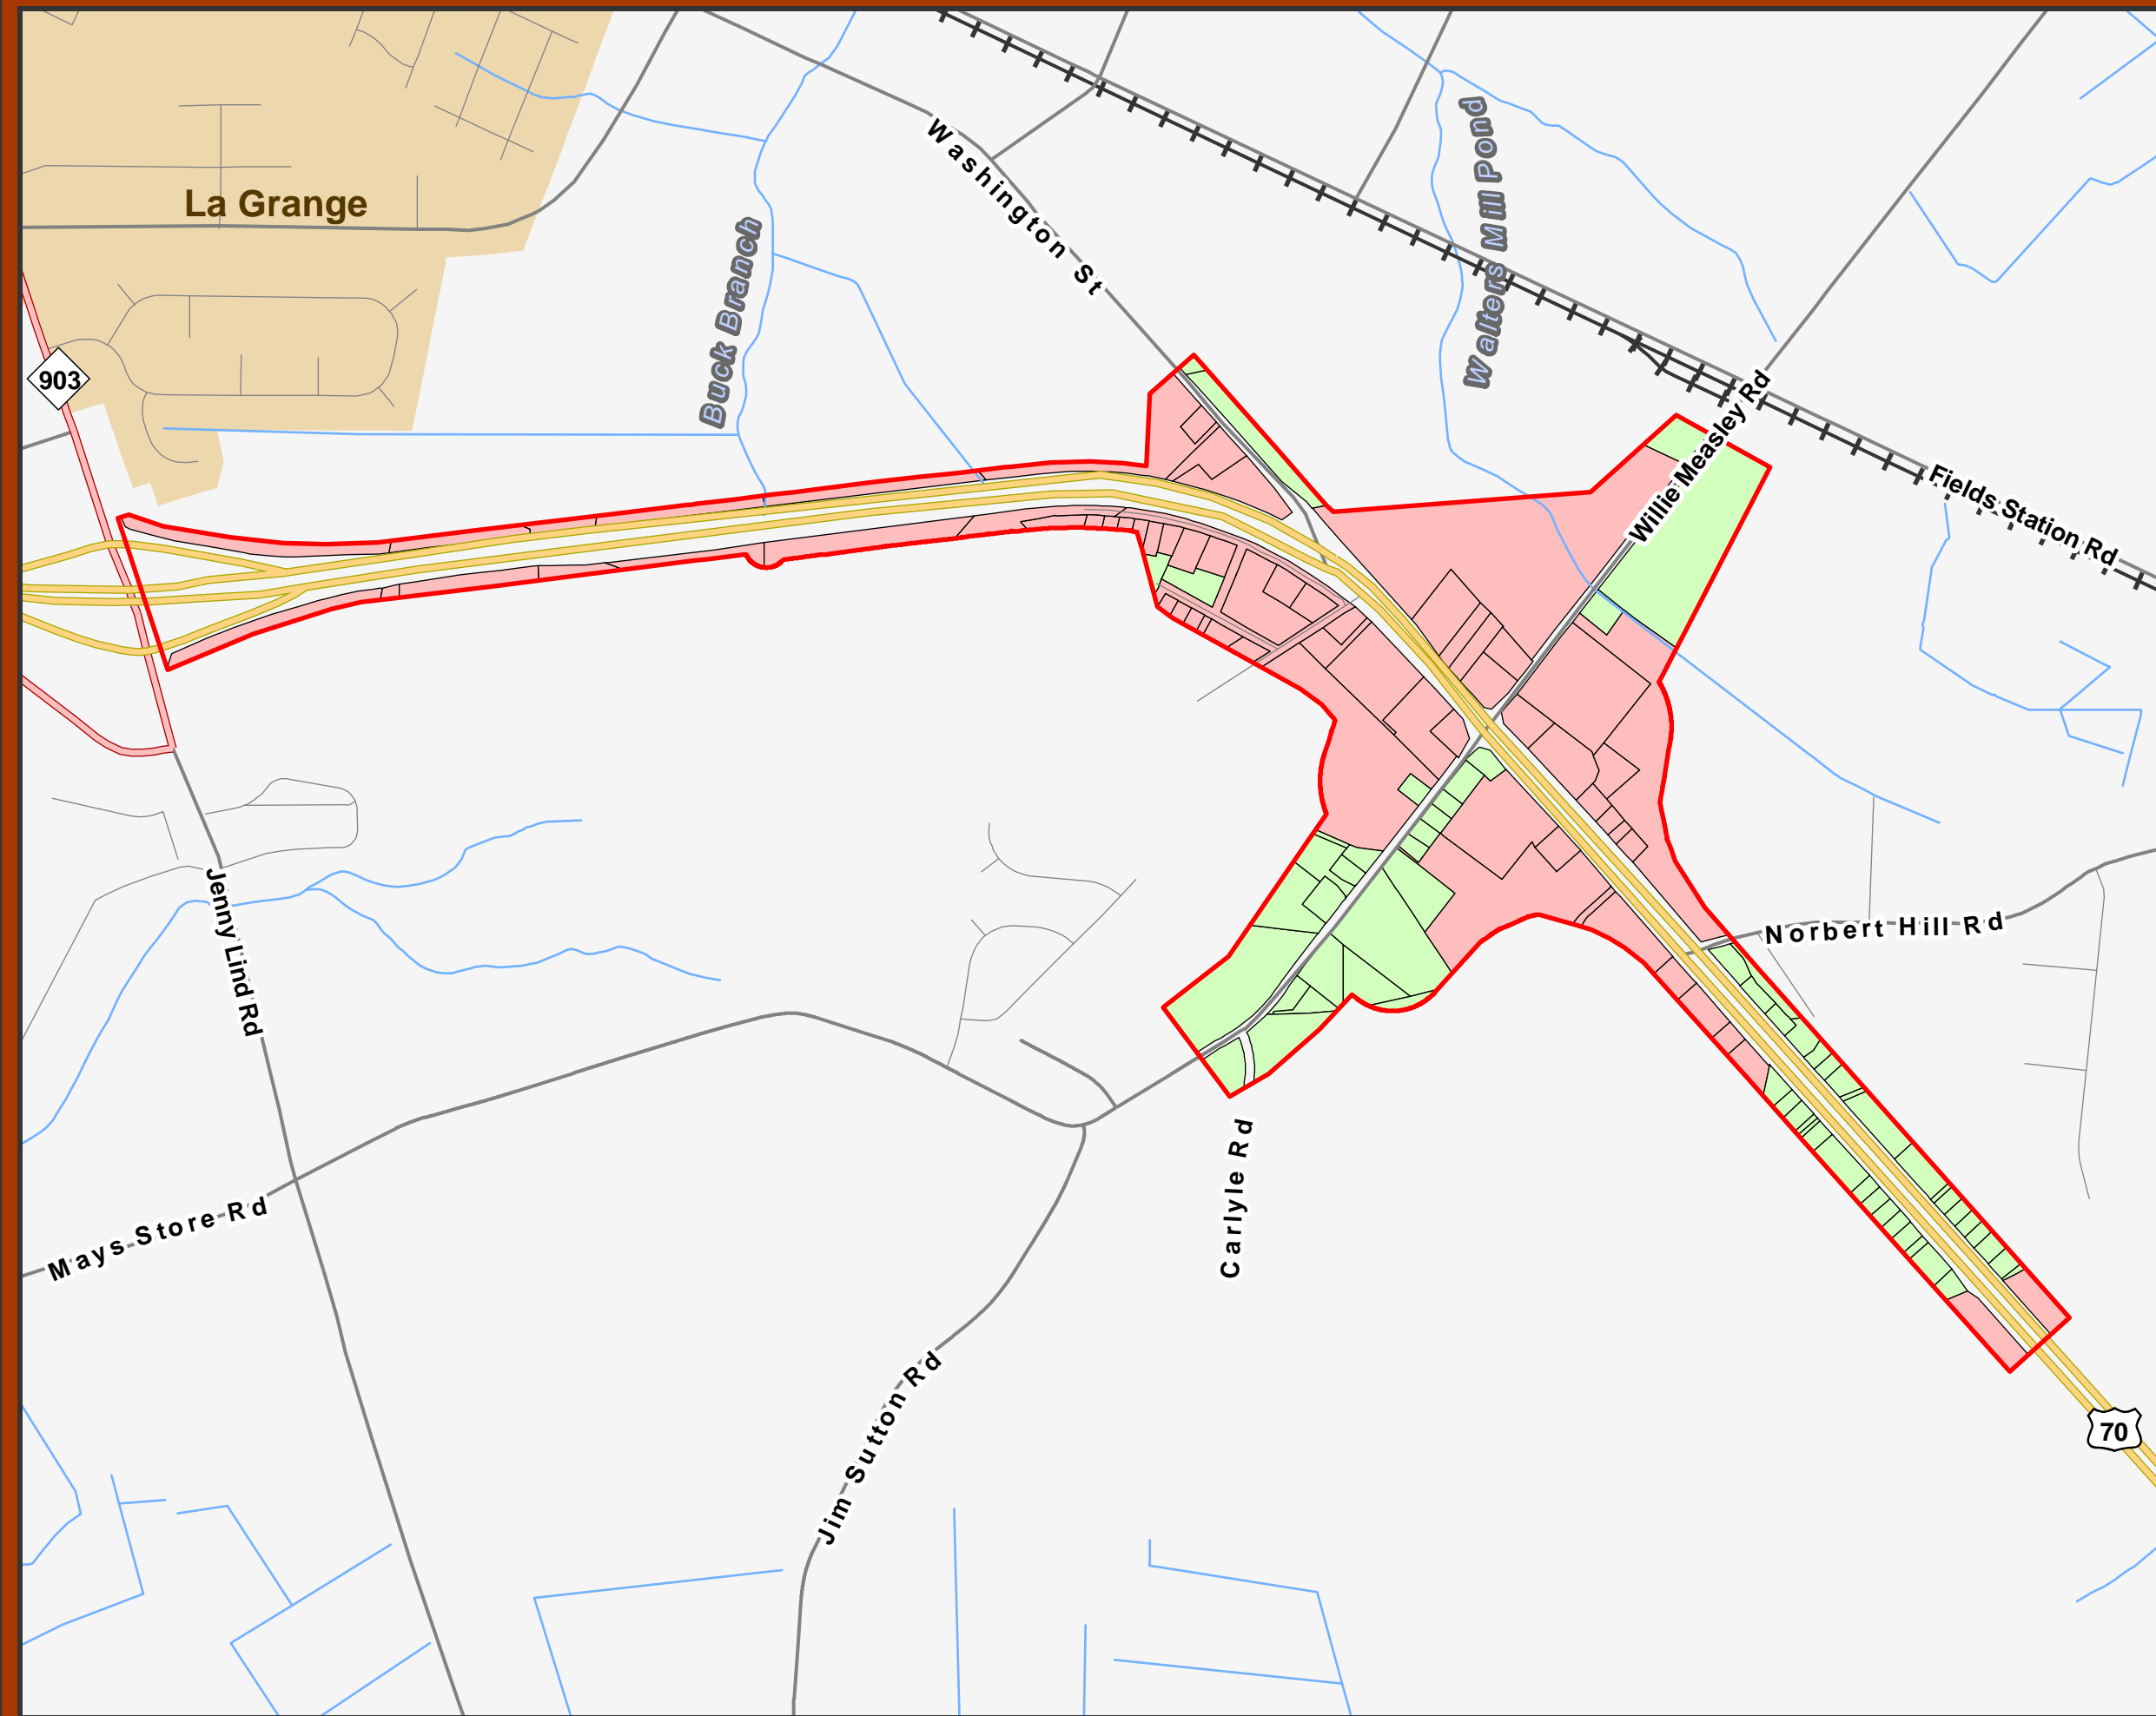 Washington St
Walters Mill Pond
La Grange
Buck Branch
903
Willie Measley Rd
Fields Station Rd
Jenny Lind Rd
Norbert Hill Rd
Mays Store Rd
Carlyle Rd
Jim Sutton Rd
70